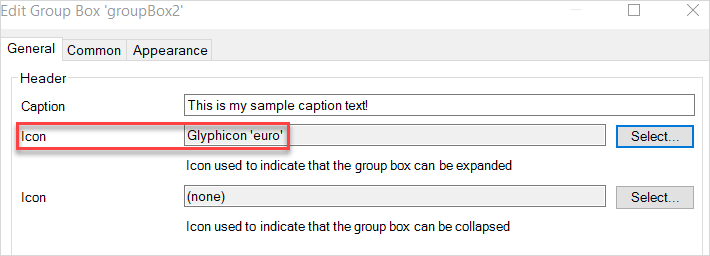 Edit Group Box 'groupBox2'
General Common Appearance
Header
Caption This is my sample caption text!
Icon Glyphicon 'euro' Select...
Icon used to indicate that the group box can be expanded
Icon (none) Select...
Icon used to indicate that the group box can be collapsed